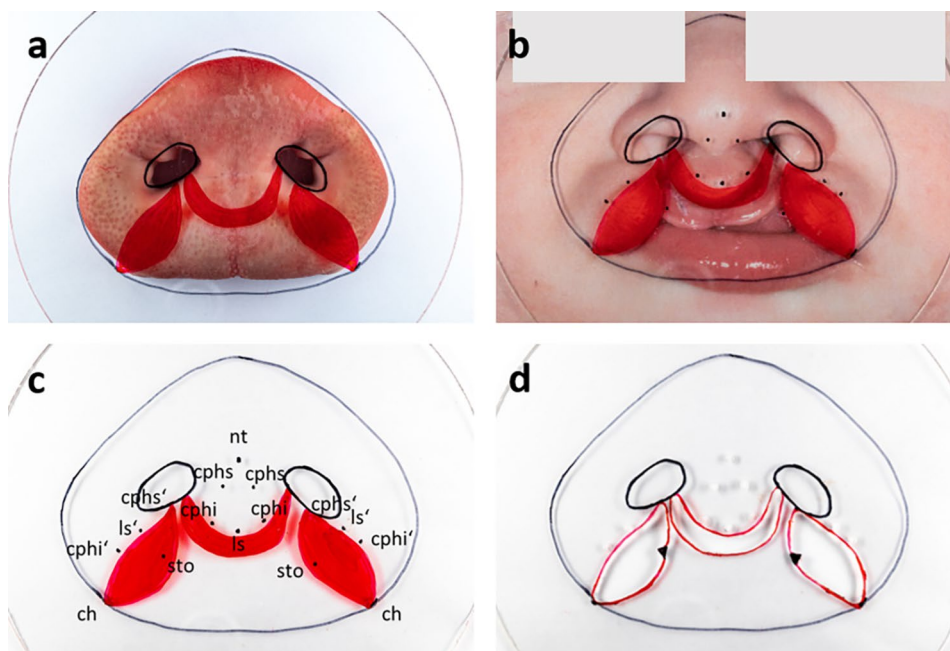 a
b
c
nt
cphs cphs
cphs‘ cphs‘
cphi cphi ls‘
ls‘ ls cphi‘
cphi‘
sto sto
ch ch
d